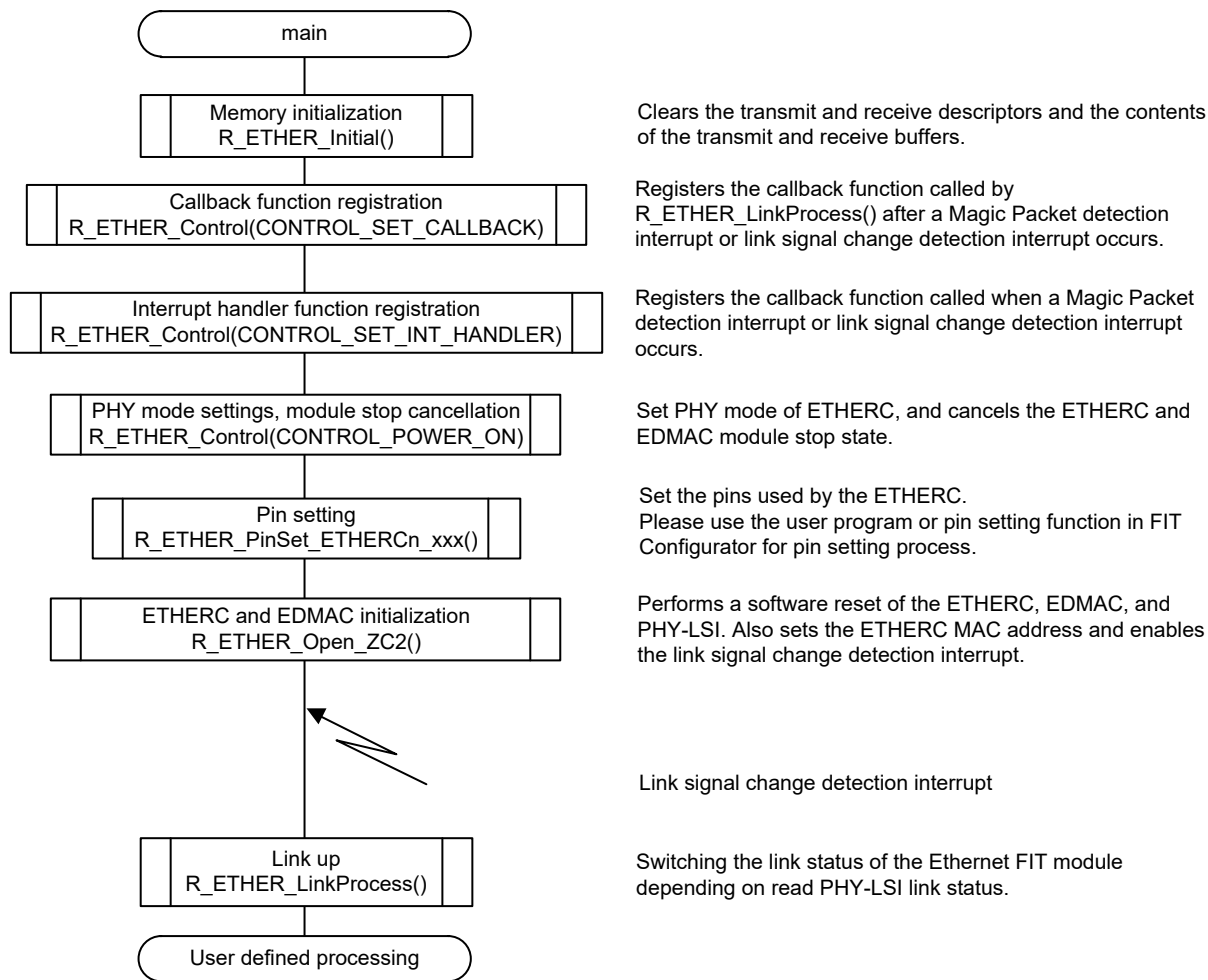 main
Memory initialization
R_ETHER_Initial()
Clears the transmit and receive descriptors and the contents
of the transmit and receive buffers.
Callback function registration
R_ETHER_Control(CONTROL_SET_CALLBACK)
Registers the callback function called by
R_ETHER_LinkProcess() after a Magic Packet detection
interrupt or link signal change detection interrupt occurs.
Interrupt handler function registration
R_ETHER_Control(CONTROL_SET_INT_HANDLER)
Registers the callback function called when a Magic Packet
detection interrupt or link signal change detection interrupt
occurs.
PHY mode settings, module stop cancellation
R_ETHER_Control(CONTROL_POWER_ON)
Set PHY mode of ETHERC, and cancels the ETHERC and
EDMAC module stop state.
Pin setting
R_ETHER_PinSet_ETHERCn_xxx()
Set the pins used by the ETHERC.
Please use the user program or pin setting function in FIT
Configurator for pin setting process.
ETHERC and EDMAC initialization
R_ETHER_Open_ZC2()
Performs a software reset of the ETHERC, EDMAC, and
PHY-LSI. Also sets the ETHERC MAC address and enables
the link signal change detection interrupt.
Link signal change detection interrupt
Link up
R_ETHER_LinkProcess()
Switching the link status of the Ethernet FIT module
depending on read PHY-LSI link status.
User defined processing